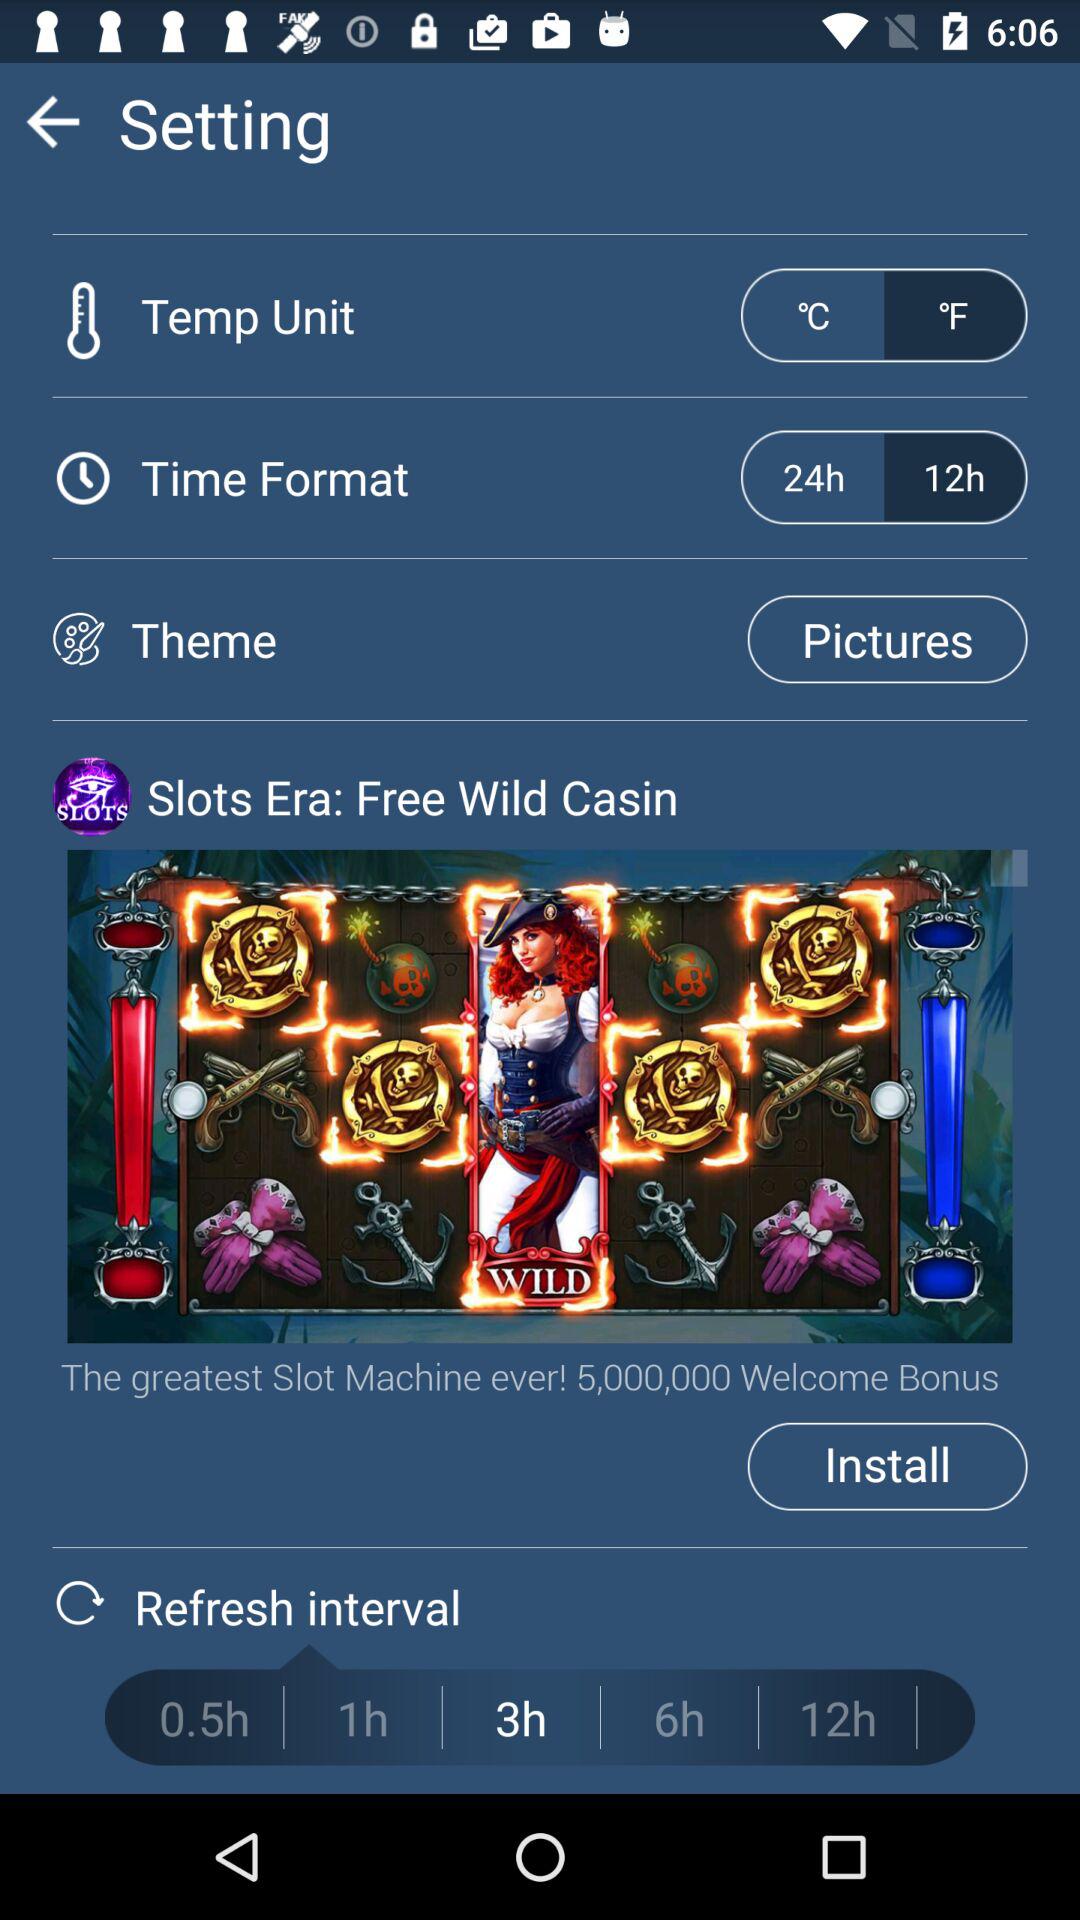 FAKE
6:06
Setting
Temp Unit
℃ ℉
Time Format
24h 12h
Theme
Pictures
SLOTS
Slots Era: Free Wild Casin
WILD
The greatest Slot Machine ever! 5,000,000 Welcome Bonus
Install
Refresh interval
0.5h 1h 3h 6h 12h